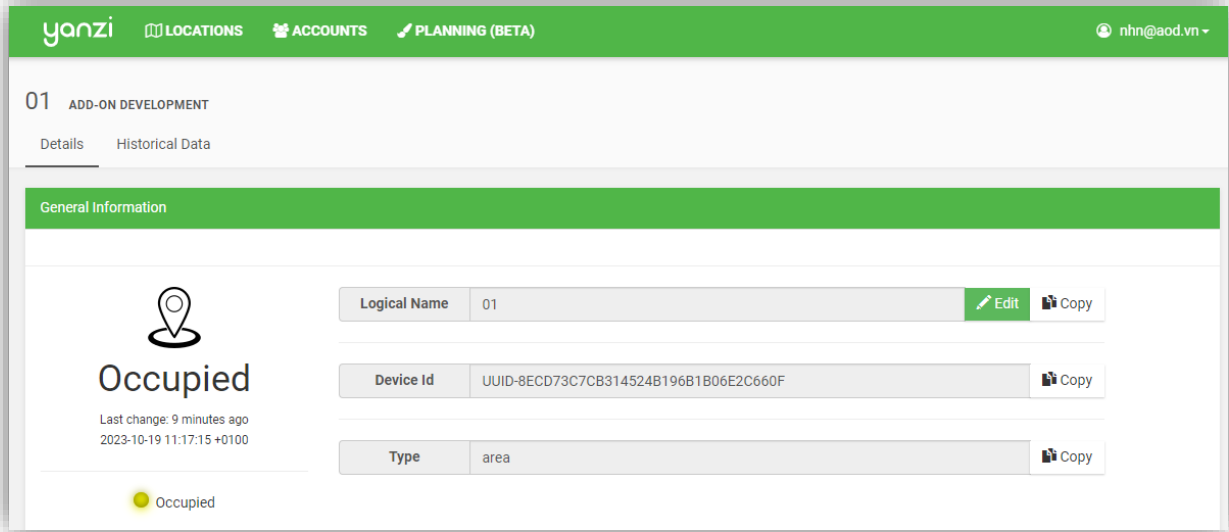 yanzi LOCATIONS ACCOUNTS PLANNING (BETA) nhn@aod.vn
01 ADD-ON DEVELOPMENT
Details Historical Data
General Information
Logical Name 01 Edit Copy
Occupied
Device Id UUID-8ECD73C7CB314524B196B1B06E2C660F Copy
Last change: 9 minutes ago
2023-10-19 11:17:15 +0100
Type area Copy
Occupied